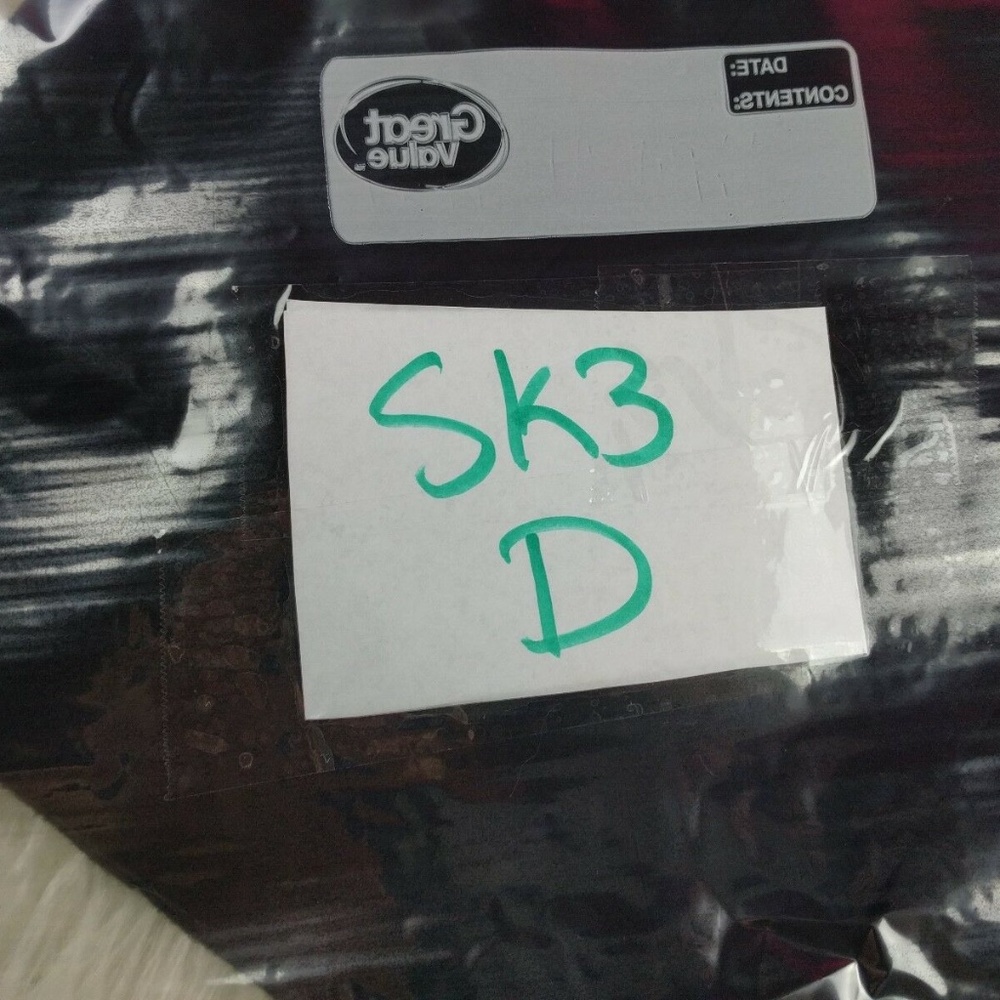 DATE:
CONTENTS:
Great
Value
SK3
D